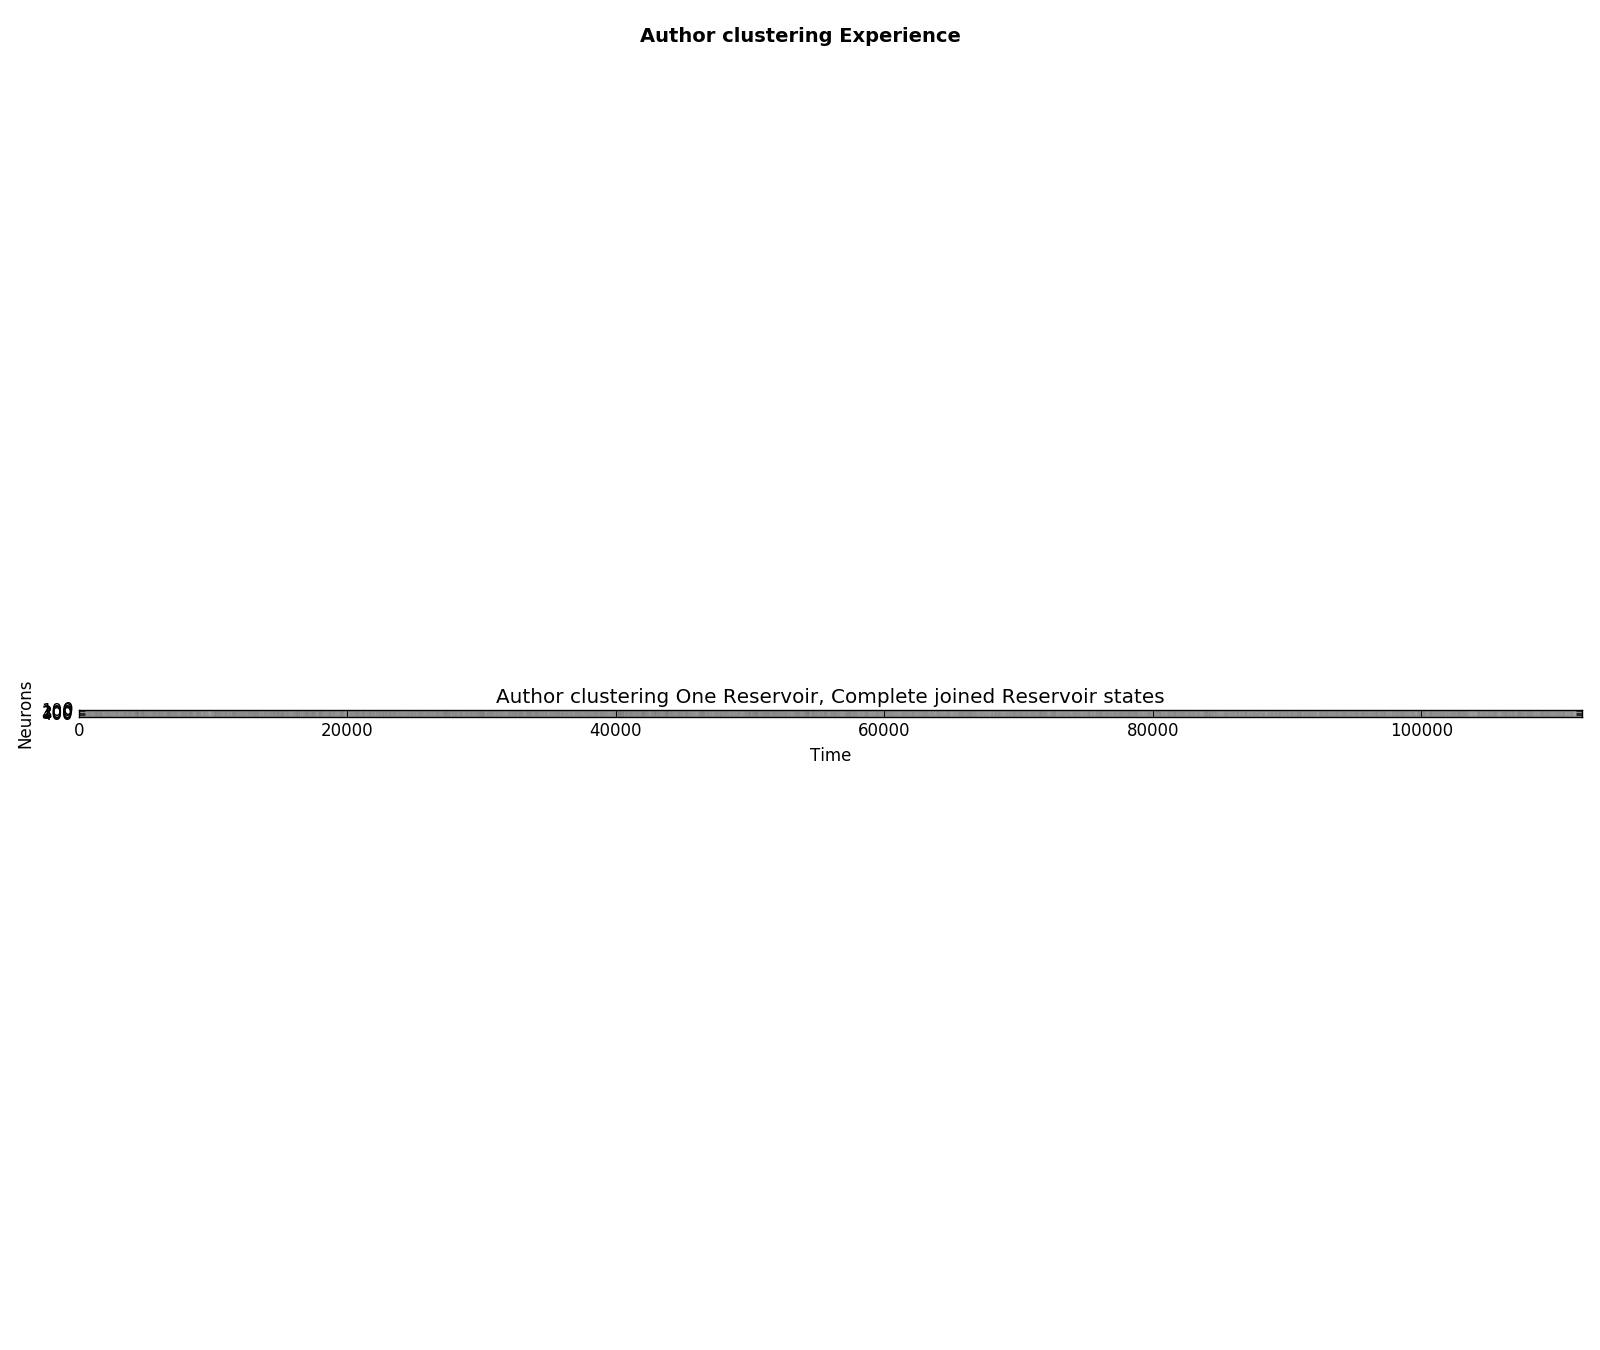 Author clustering Experience
Author clustering One Reservoir, Complete joined Reservoir states
Neurons
0 20000 40000 60000 80000 100000
Time